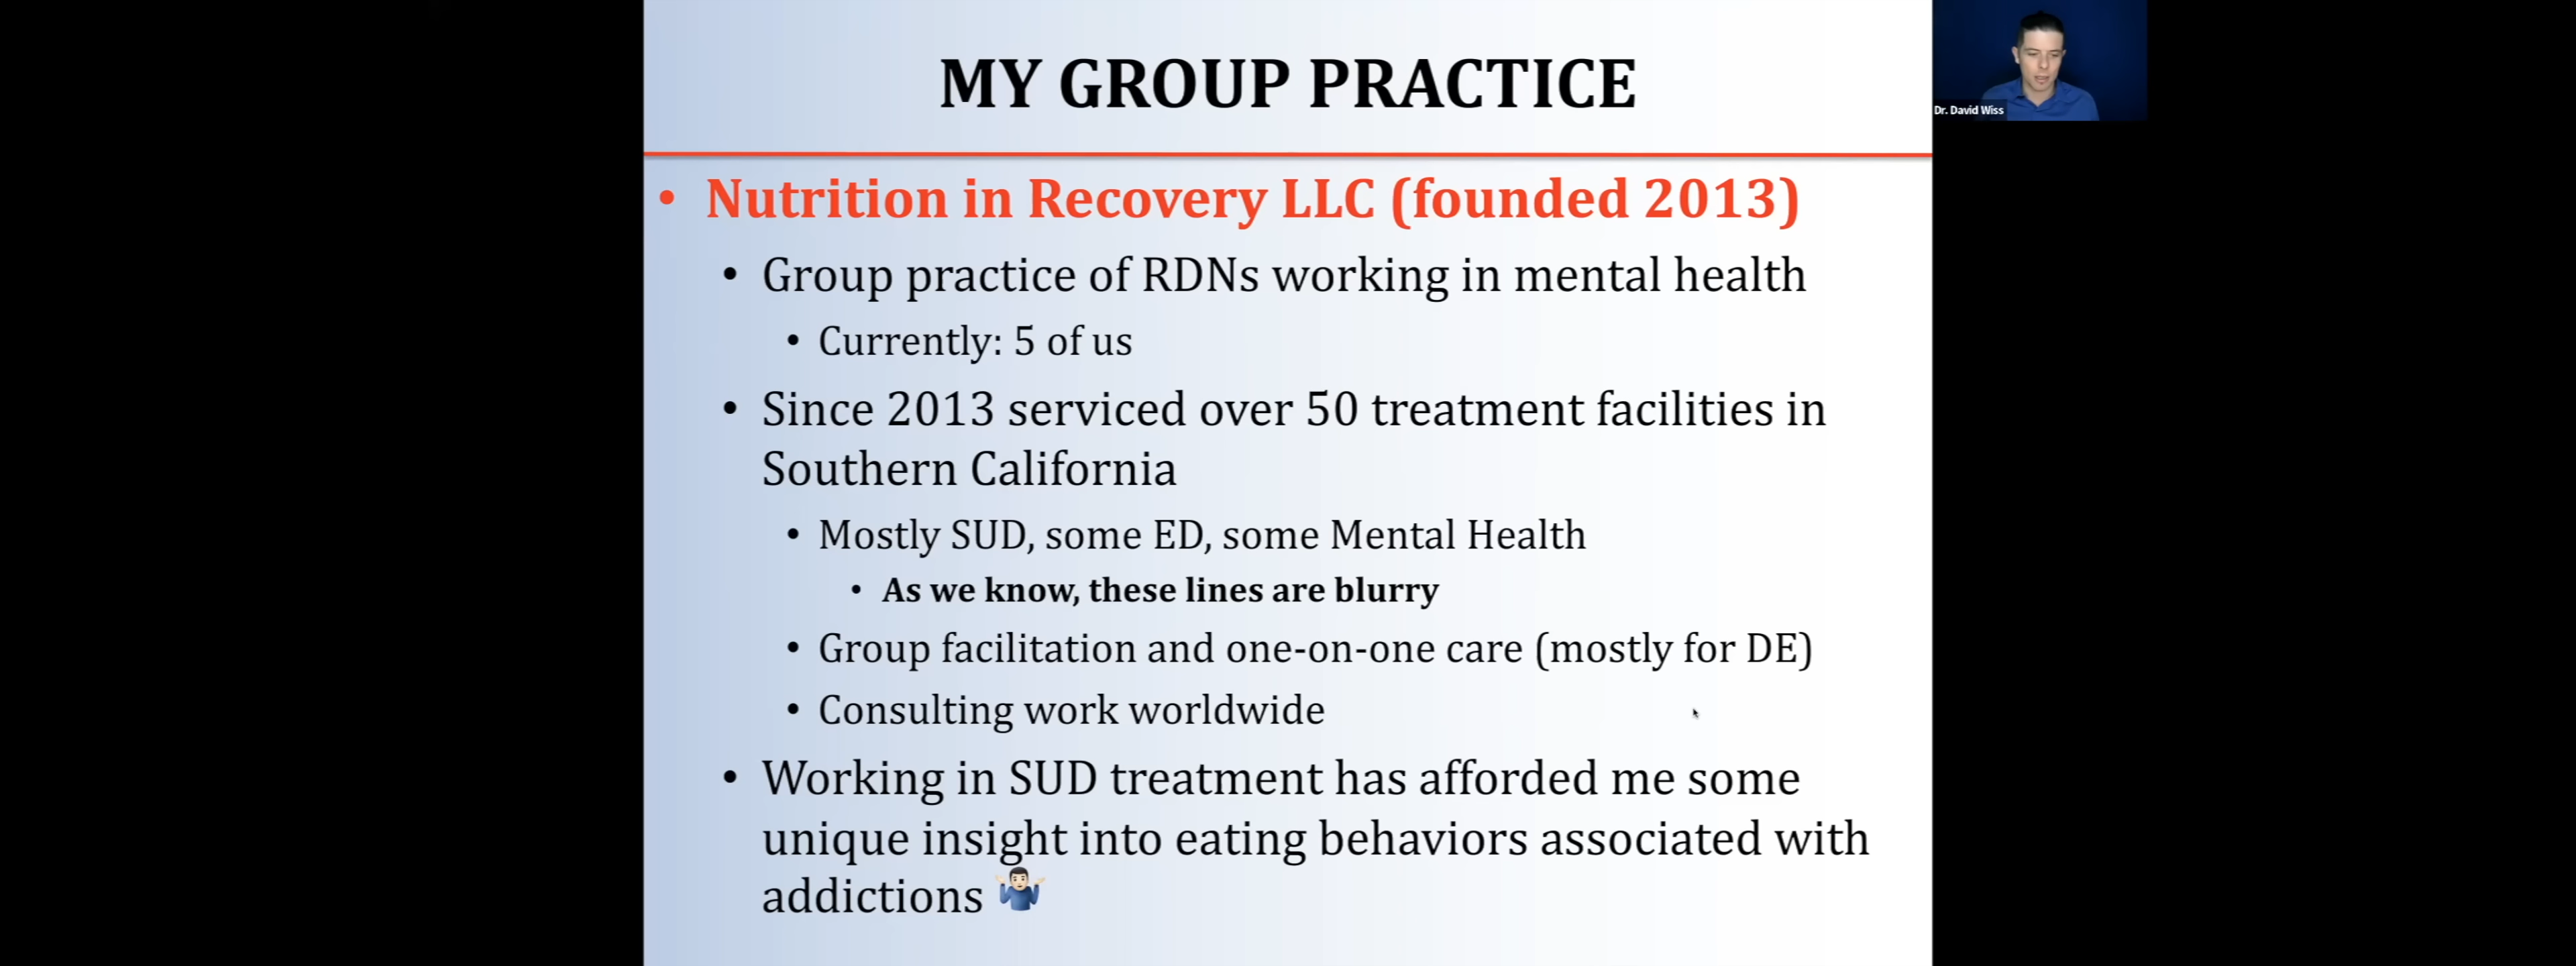 MY GROUP PRACTICE
Dr. David Wiss
• Nutrition in Recovery LLC (founded 2013)
• Group practice of RDNs working in mental health
• Currently: 5 of us
• Since 2013 serviced over 50 treatment facilities in
Southern California
• Mostly SUD, some ED, some Mental Health
• As we know, these lines are blurry
• Group facilitation and one-on-one care (mostly for DE)
• Consulting work worldwide
• Working in SUD treatment has afforded me some
unique insight into eating behaviors associated with
addictions 🤷🏻‍♂️